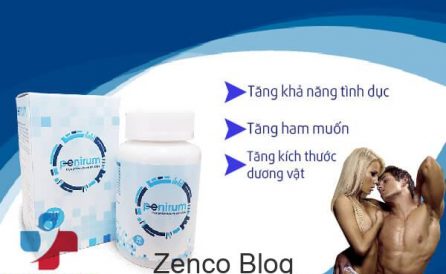 Tăng khả năng tình dục
Tăng ham muốn
Tăng kích thước
dương vật
penirum
penirum
Zenco Blog